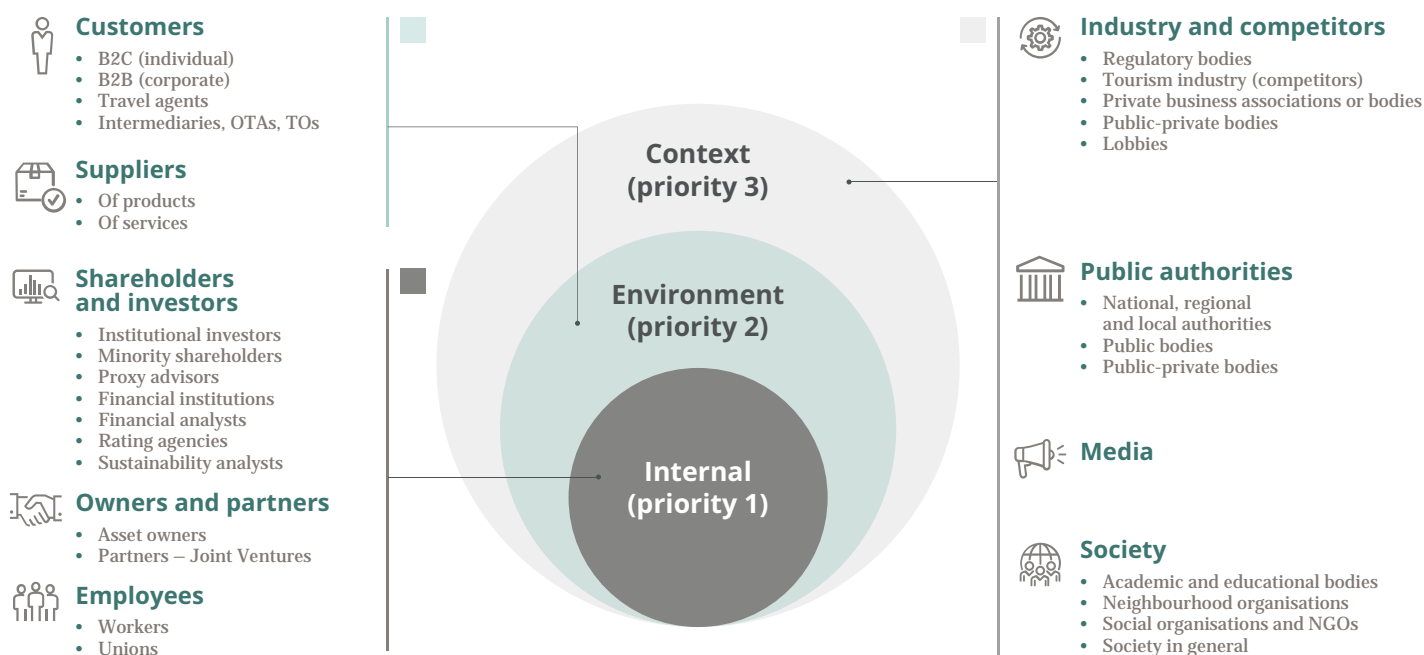 Customers
• B2C (individual)
• B2B (corporate)
• Travel agents
• Intermediaries, OTAs, TOs
Suppliers
• Of products
• Of services
Shareholders
and investors
• Institutional investors
• Minority shareholders
• Proxy advisors
• Financial institutions
• Financial analysts
• Rating agencies
• Sustainability analysts
Owners and partners
• Asset owners
• Partners – Joint Ventures
Employees
• Workers
• Unions
Context
(priority 3)
Environment
(priority 2)
Internal
(priority 1)
Industry and competitors
• Regulatory bodies
• Tourism industry (competitors)
• Private business associations or bodies
• Public-private bodies
• Lobbies
Public authorities
• National, regional
and local authorities
• Public bodies
• Public-private bodies
Media
Society
• Academic and educational bodies
• Neighbourhood organisations
• Social organisations and NGOs
• Society in general